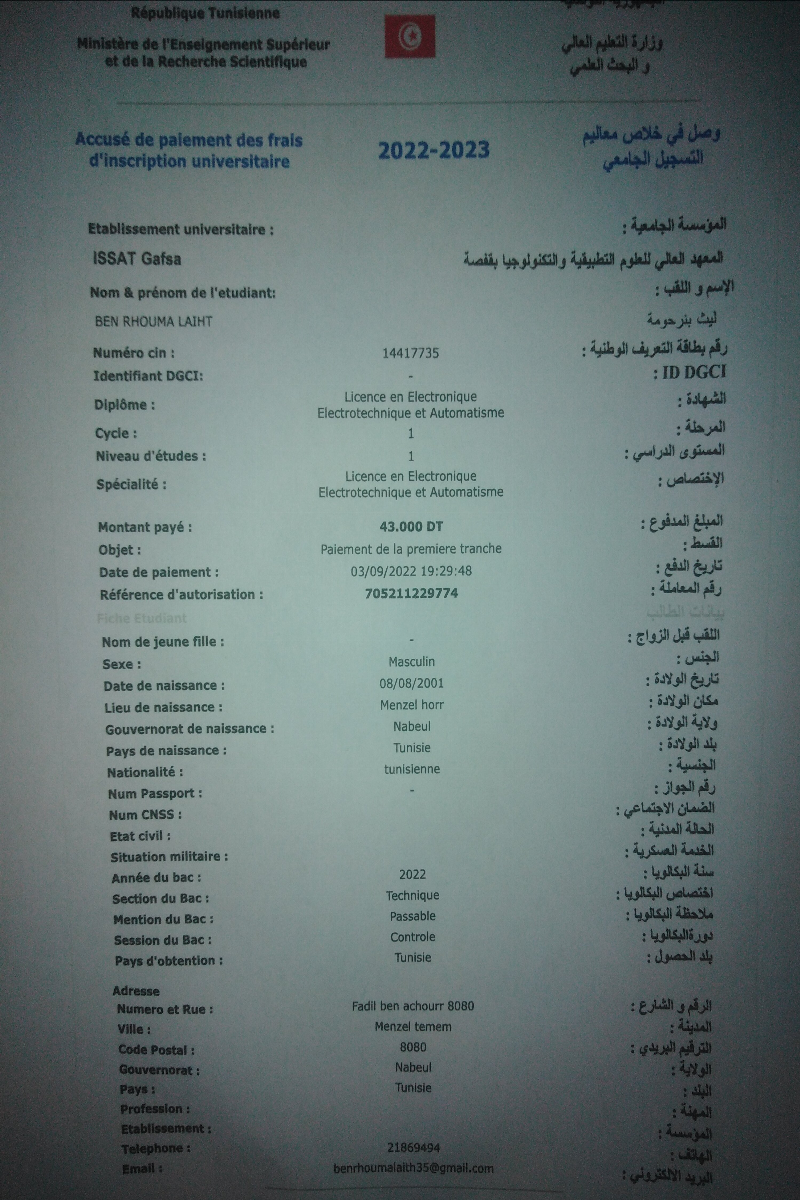 République Tunisienne
Ministère de l'Enseignement Supérieur
et de la Recherche Scientifique
وزارة التعليم العالي
و البحث العلمي
Accusé de paiement des frais
d'inscription universitaire
2022-2023
وصل في خلاص معاليم
التسجيل الجامعي
Etablissement universitaire : المؤسسة الجامعية :
ISSAT Gafsa المعهد العالي للعلوم التطبيقية والتكنولوجيا بقفصة
Nom & prénom de l'etudiant: الإسم و اللقب :
BEN RHOUMA LAIHT ليث بنرحومة
Numéro cin : 14417735 رقم بطاقة التعريف الوطنية :
Identifiant DGCI: - ID DGCI :
Diplôme : Licence en Electronique
Electrotechnique et Automatisme الشهادة :
Cycle : 1 المرحلة :
Niveau d'études : 1 المستوى الدراسي :
Spécialité : Licence en Electronique
Electrotechnique et Automatisme الإختصاص :
Montant payé : 43.000 DT المبلغ المدفوع :
Objet : Paiement de la premiere tranche القسط :
Date de paiement : 03/09/2022 19:29:48 تاريخ الدفع :
Référence d'autorisation : 705211229774 رقم المعاملة :
Fiche Etudiant بيانات الطالب
Nom de jeune fille : - اللقب قبل الزواج :
Sexe : Masculin الجنس :
Date de naissance : 08/08/2001 تاريخ الولادة :
Lieu de naissance : Menzel horr مكان الولادة :
Gouvernorat de naissance : Nabeul ولاية الولادة :
Pays de naissance : Tunisie بلد الولادة :
Nationalité : tunisienne الجنسية :
Num Passport : - رقم الجواز :
Num CNSS : الضمان الاجتماعي :
Etat civil : الحالة المدنية :
Situation militaire : الخدمة العسكرية :
Année du bac : 2022 سنة البكالويا :
Section du Bac : Technique اختصاص البكالويا :
Mention du Bac : Passable ملاحظة البكالويا :
Session du Bac : Controle دورةالبكالويا :
Pays d'obtention : Tunisie بلد الحصول :
Adresse
Numero et Rue : Fadil ben achourr 8080 الرقم و الشارع :
Ville : Menzel temem المدينة :
Code Postal : 8080 الترقيم البريدي :
Gouvernorat : Nabeul الولاية :
Pays : Tunisie البلد :
Profession : المهنة :
Etablissement : المؤسسة :
Telephone : 21869494 الهاتف :
Email : benrhoumalaith35@gmail.com البريد الالكتروني :